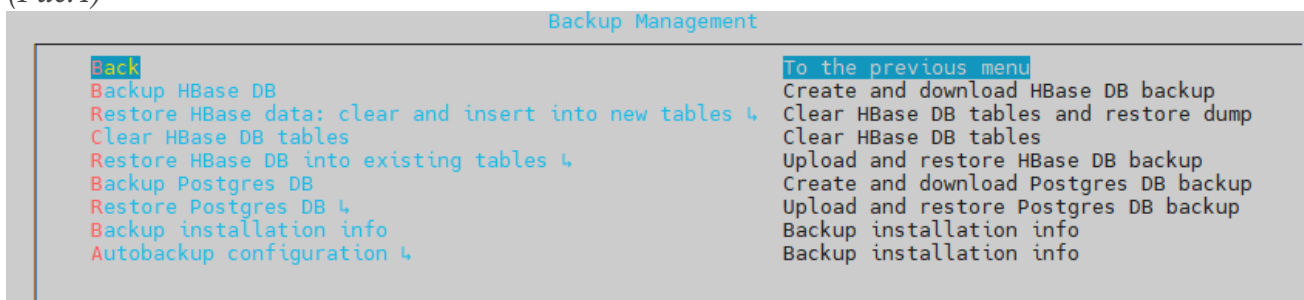 Backup Management
Back To the previous menu
Backup HBase DB Create and download HBase DB backup
Restore HBase data: clear and insert into new tables ↳ Clear HBase DB tables and restore dump
Clear HBase DB tables Clear HBase DB tables
Restore HBase DB into existing tables ↳ Upload and restore HBase DB backup
Backup Postgres DB Create and download Postgres DB backup
Restore Postgres DB ↳ Upload and restore Postgres DB backup
Backup installation info Backup installation info
Autobackup configuration ↳ Backup installation info